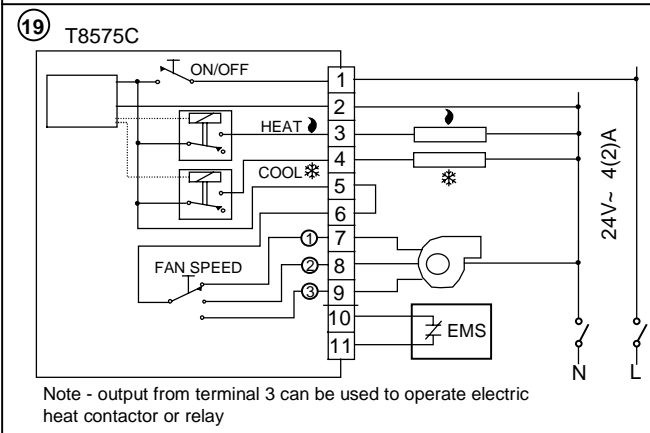 19
T8575C
ON/OFF
1
2
HEAT
3
4
COOL
5
6
1
7
FAN SPEED
2
8
3
9
10
EMS
11
24V~ 4(2)A
N
L
Note - output from terminal 3 can be used to operate electric
heat contactor or relay